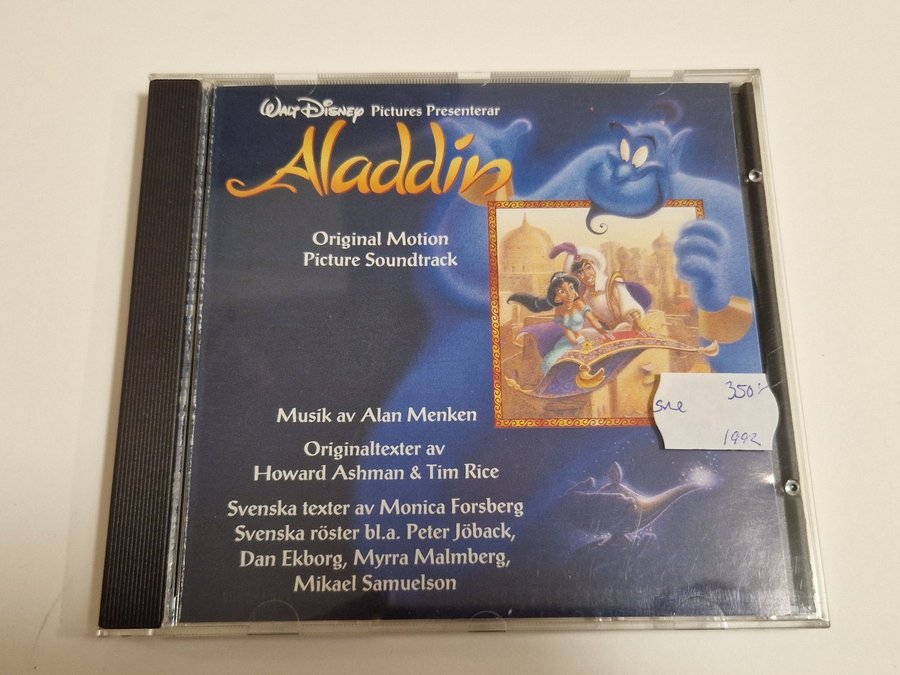 Walt Disney Pictures Presenterar
Aladdin
Original Motion
Picture Soundtrack
Musik av Alan Menken
Originaltexter av
Howard Ashman & Tim Rice
Svenska texter av Monica Forsberg
Svenska röster bl.a. Peter Jöback,
Dan Ekborg, Myrra Malmberg,
Mikael Samuelson
sve 350:-
1992